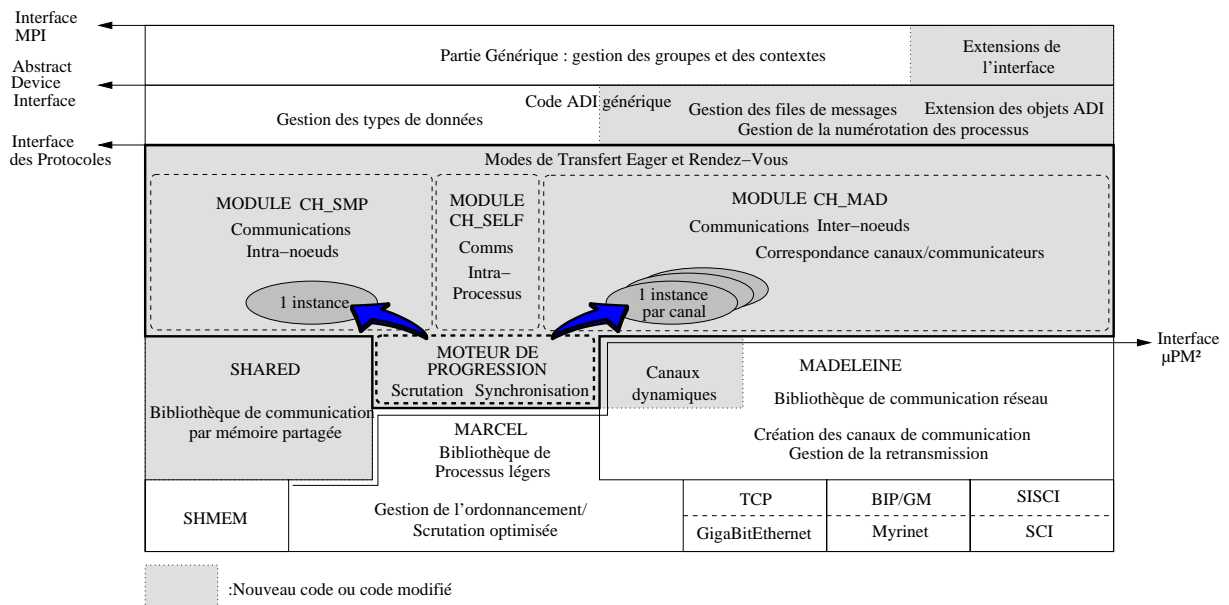 Interface
MPI
Partie Générique : gestion des groupes et des contextes
Extensions de
l'interface
Abstract
Device
Interface
Code ADI générique
Gestion des types de données
Gestion des files de messages
Extension des objets ADI
Gestion de la numérotation des processus
Interface
des Protocoles
Modes de Transfert Eager et Rendez−Vous
MODULE CH_SMP
Communications
Intra−noeuds
1 instance
MODULE
CH_SELF
Comms
Intra−
Processus
MODULE CH_MAD
Communications Inter−noeuds
Correspondance canaux/communicateurs
1 instance
par canal
Interface
µPM²
SHARED
Bibliothèque de communication
par mémoire partagée
MOTEUR DE
PROGRESSION
Scrutation Synchronisation
Canaux
dynamiques
MADELEINE
Bibliothèque de communication réseau
Création des canaux de communication
Gestion de la retransmission
MARCEL
Bibliothèque de
Processus légers
Gestion de l'ordonnancement/
Scrutation optimisée
SHMEM
TCP
BIP/GM
SISCI
GigaBitEthernet
Myrinet
SCI
:Nouveau code ou code modifié